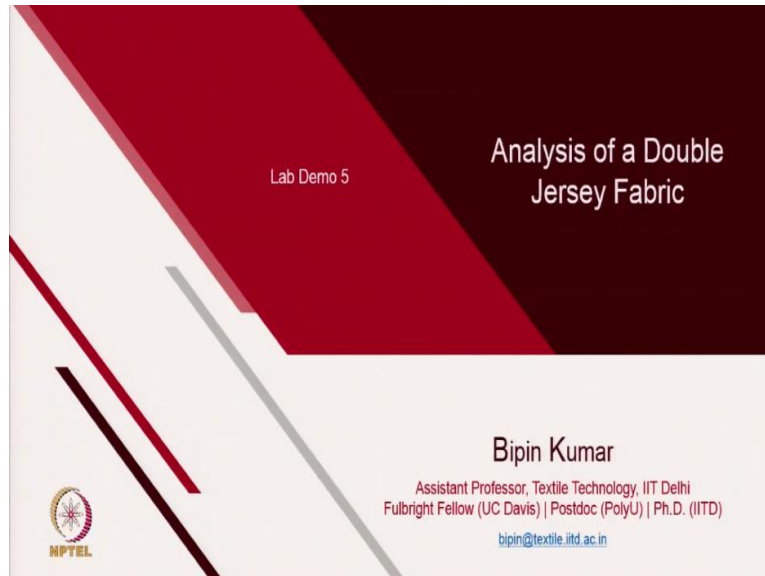 Lab Demo 5
Analysis of a Double
Jersey Fabric
Bipin Kumar
Assistant Professor, Textile Technology, IIT Delhi
Fulbright Fellow (UC Davis) | Postdoc (PolyU) | Ph.D. (IITD)
bipin@textile.iitd.ac.in
NPTEL